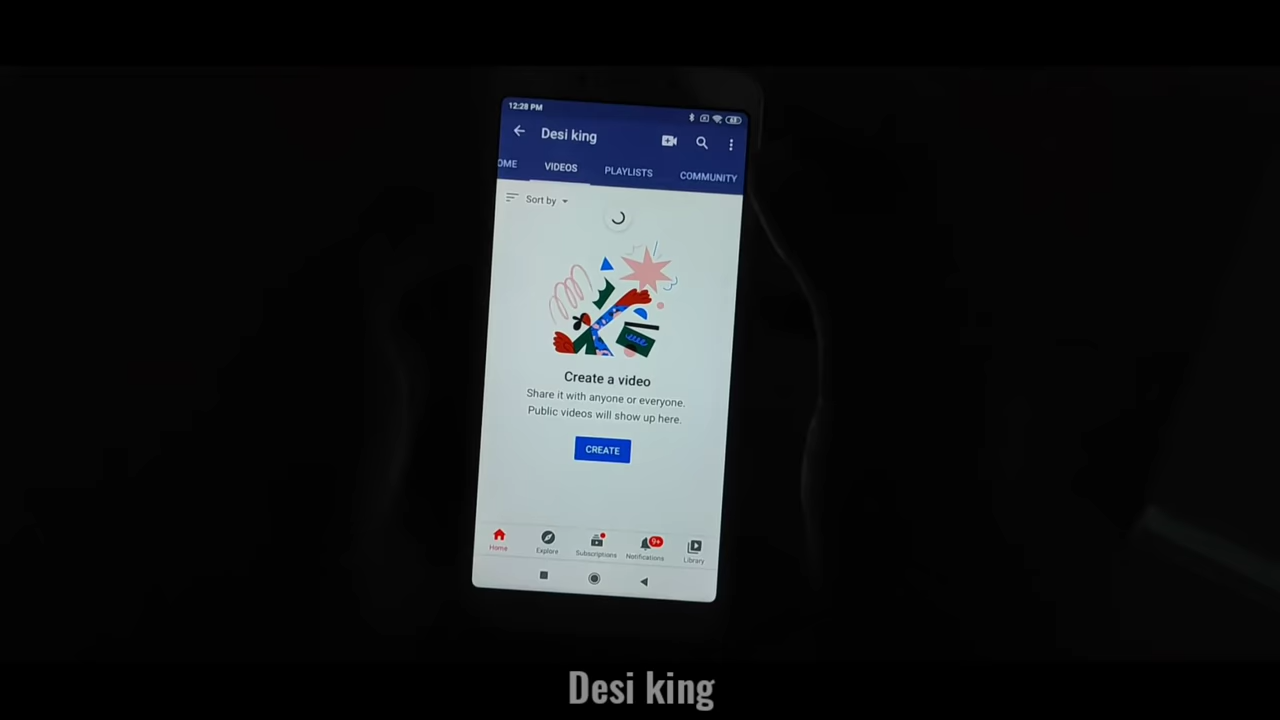 12:28 PM
Desi king
OME VIDEOS PLAYLISTS COMMUNITY
Sort by
Create a video
Share it with anyone or everyone.
Public videos will show up here.
CREATE
Home Explore Subscriptions Notifications 9+ Library
Desi king